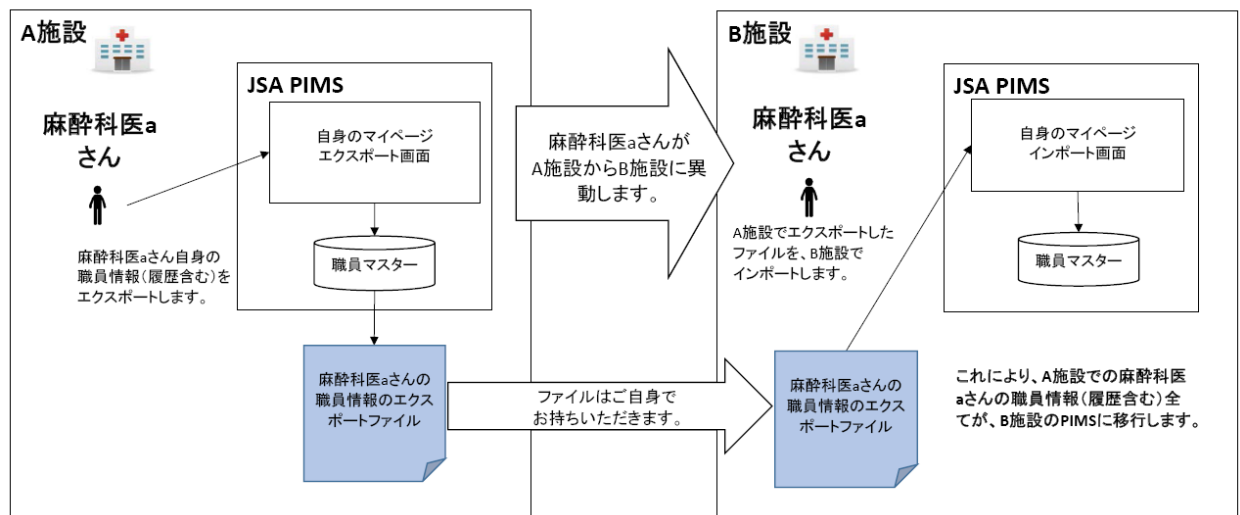 A施設
JSA PIMS
麻酔科医a
さん
自身のマイページ
エクスポート画面
麻酔科医aさん自身の
職員情報（履歴含む）を
エクスポートします。
職員マスター
麻酔科医aさんの
職員情報のエクス
ポートファイル
麻酔科医aさんが
A施設からB施設に異
動します。
ファイルはご自身で
お持ちいただきます。
B施設
JSA PIMS
麻酔科医a
さん
自身のマイページ
インポート画面
A施設でエクスポートした
ファイルを、B施設で
インポートします。
職員マスター
麻酔科医aさんの
職員情報のエクス
ポートファイル
これにより、A施設での麻酔科医
aさんの職員情報（履歴含む）全
てが、B施設のPIMSに移行します。